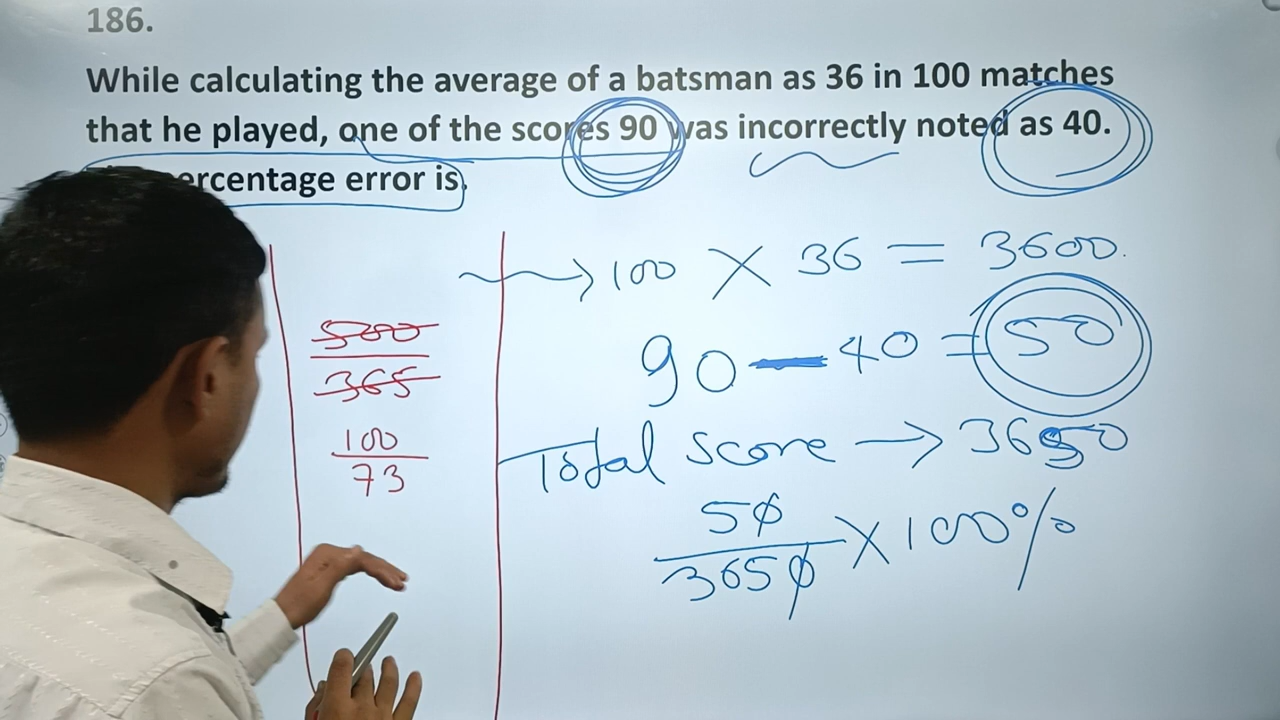 186.
While calculating the average of a batsman as 36 in 100 matches
that he played, one of the scores 90 was incorrectly noted as 40.
ercentage error is.
100 × 36 = 3600.
90 - 40 = 50
Total score → 3650
50/3650 × 100%
500/365
100/73